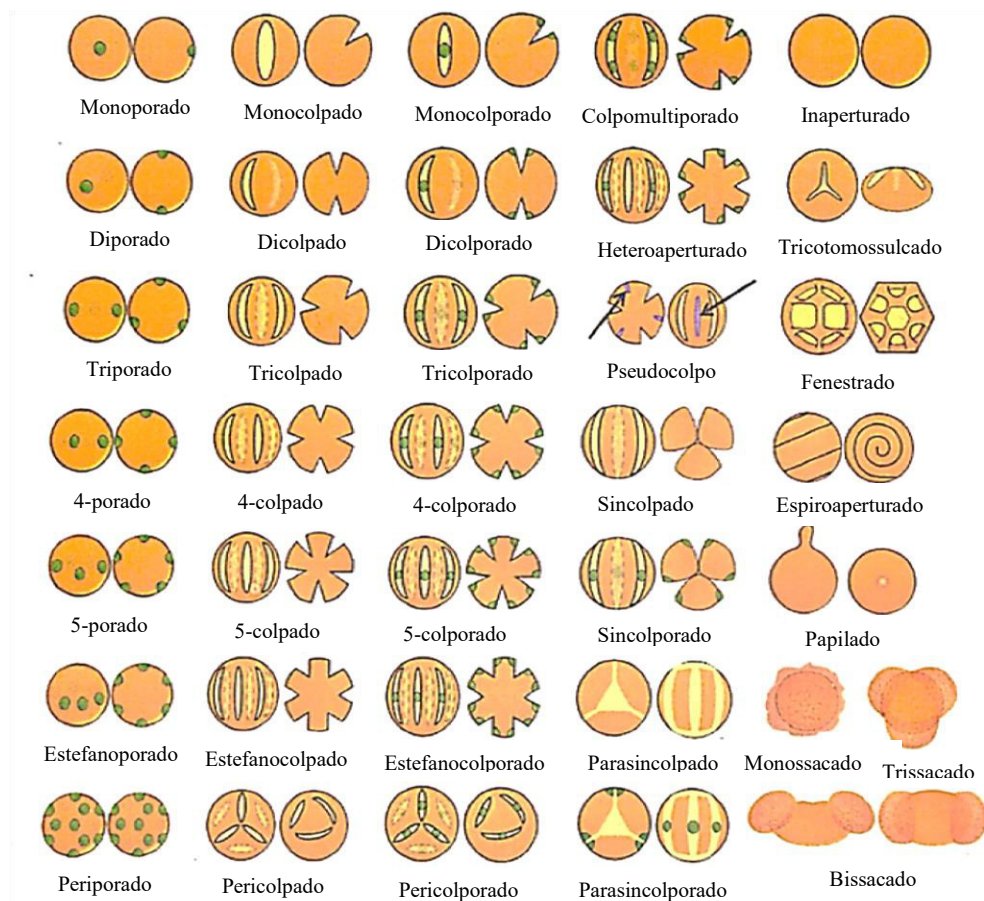 Monoporado
Monocolpado
Monocolporado
Colpomultiporado
Inaperturado
Diporado
Dicolpado
Dicolporado
Heteroaperturado
Tricotomossulcado
Triporado
Tricolpado
Tricolporado
Pseudocolpo
Fenestrado
4-porado
4-colpado
4-colporado
Sincolpado
Espiroaperturado
5-porado
5-colpado
5-colporado
Sincolporado
Papilado
Estefanoporado
Estefanocolpado
Estefanocolporado
Parasincolpado
Monossacado
Trissacado
Periporado
Pericolpado
Pericolporado
Parasincolporado
Bissacado